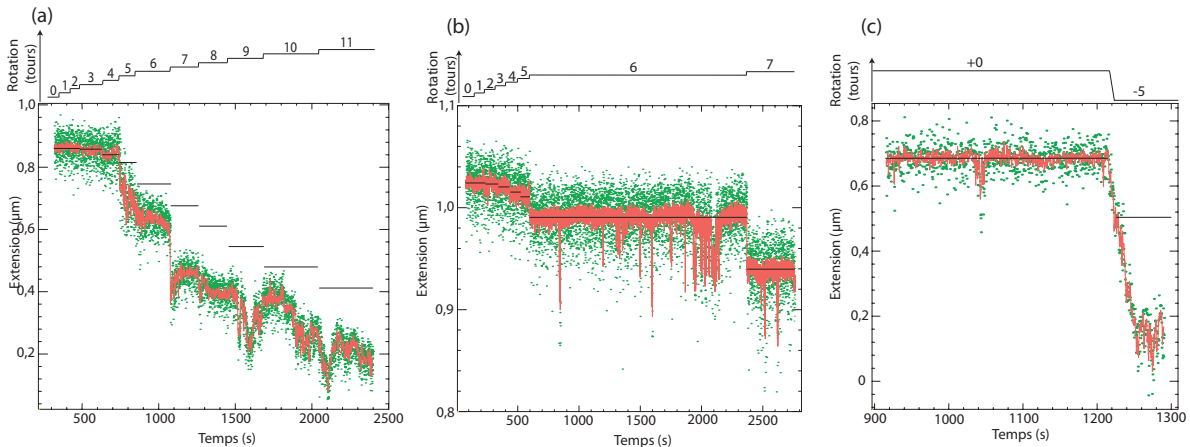 (a)
Rotation
(tours)
0 1 2 3 4 5 6 7 8 9 10 11
1,0
0,8
0,6
0,4
0,2
Extension (µm)
500 1000 1500 2000 2500
Temps (s)
(b)
Rotation
(tours)
0 1 2 3 4 5 6 7
1,1
1,0
0,9
0,8
Extension (µm)
500 1000 1500 2000 2500
Temps (s)
(c)
Rotation
(tours)
+0
-5
0,8
0,6
0,4
0,2
0
Extension (µm)
900 1000 1100 1200 1300
Temps (s)